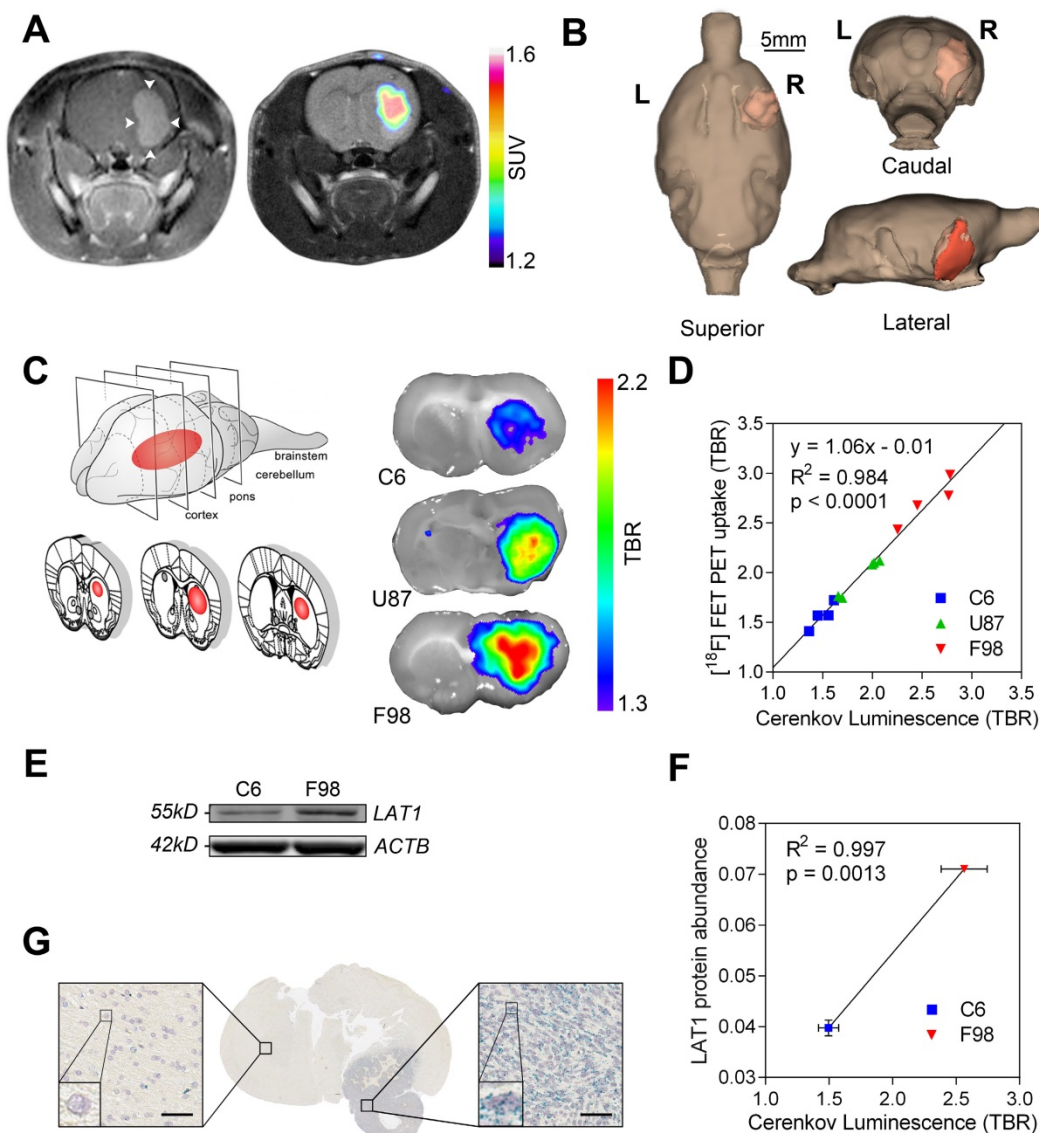 A
1.6
SUV
1.2
B
5mm
L
R
Superior
L
R
Caudal
Lateral
C
brainstem
cerebellum
pons
cortex
C6
U87
F98
2.2
TBR
1.3
D
[¹⁸F] FET PET uptake (TBR)
3.5
3.0
2.5
2.0
1.5
1.0
y = 1.06x - 0.01
R² = 0.984
p < 0.0001
C6
U87
F98
1.0 1.5 2.0 2.5 3.0 3.5
Cerenkov Luminescence (TBR)
E
C6 F98
55kD LAT1
42kD ACTB
F
LAT1 protein abundance
0.08
0.07
0.06
0.05
0.04
0.03
R² = 0.997
p = 0.0013
C6
F98
1.0 1.5 2.0 2.5 3.0
Cerenkov Luminescence (TBR)
G